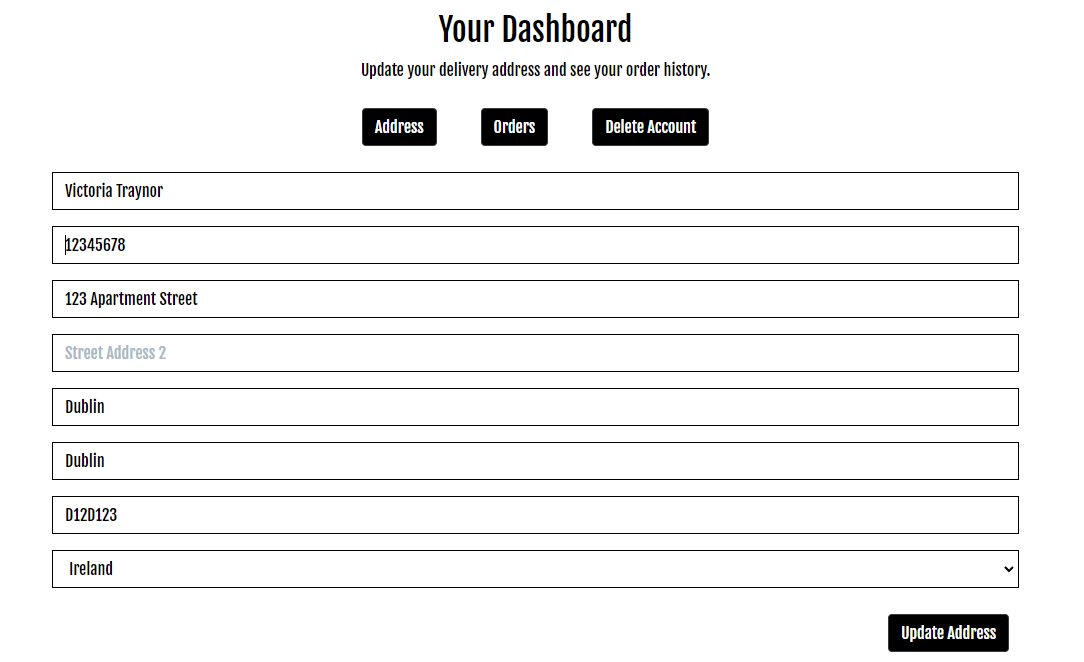 Your Dashboard
Update your delivery address and see your order history.
Address Orders Delete Account
Victoria Traynor
12345678
123 Apartment Street
Street Address 2
Dublin
Dublin
D12D123
Ireland
Update Address